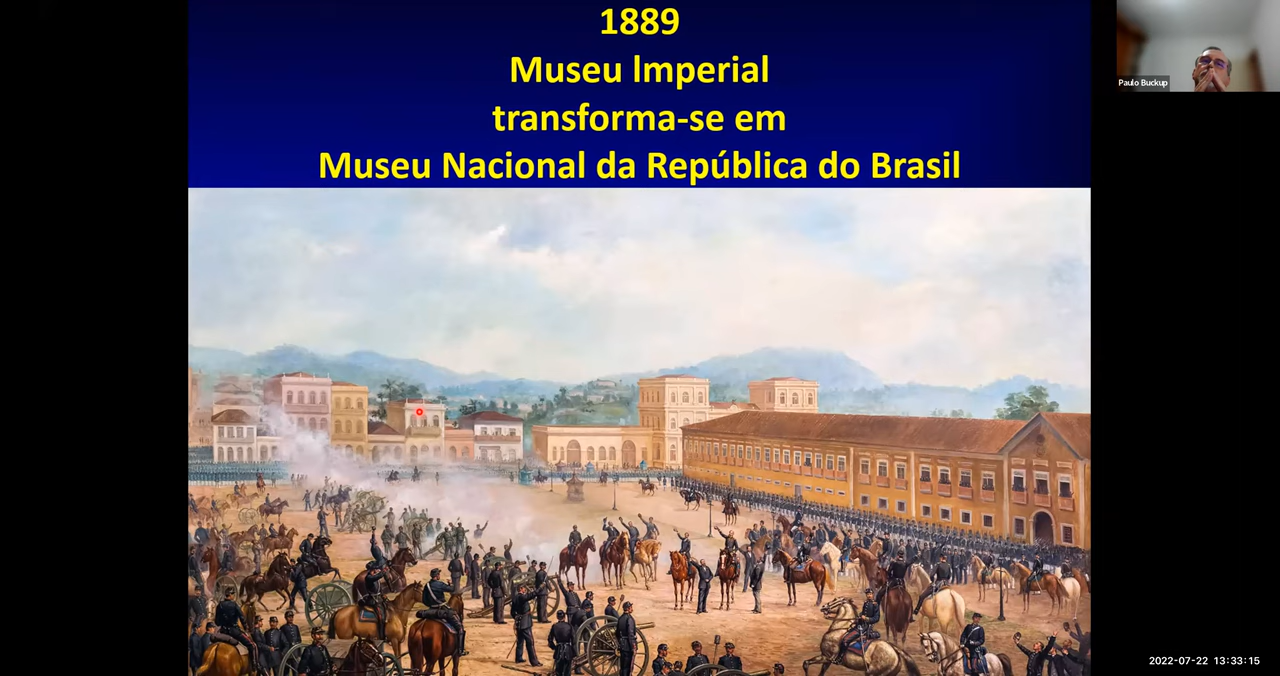 1889
Museu Imperial
transforma-se em
Museu Nacional da República do Brasil
Paulo Buckup
2022-07-22 13:33:15